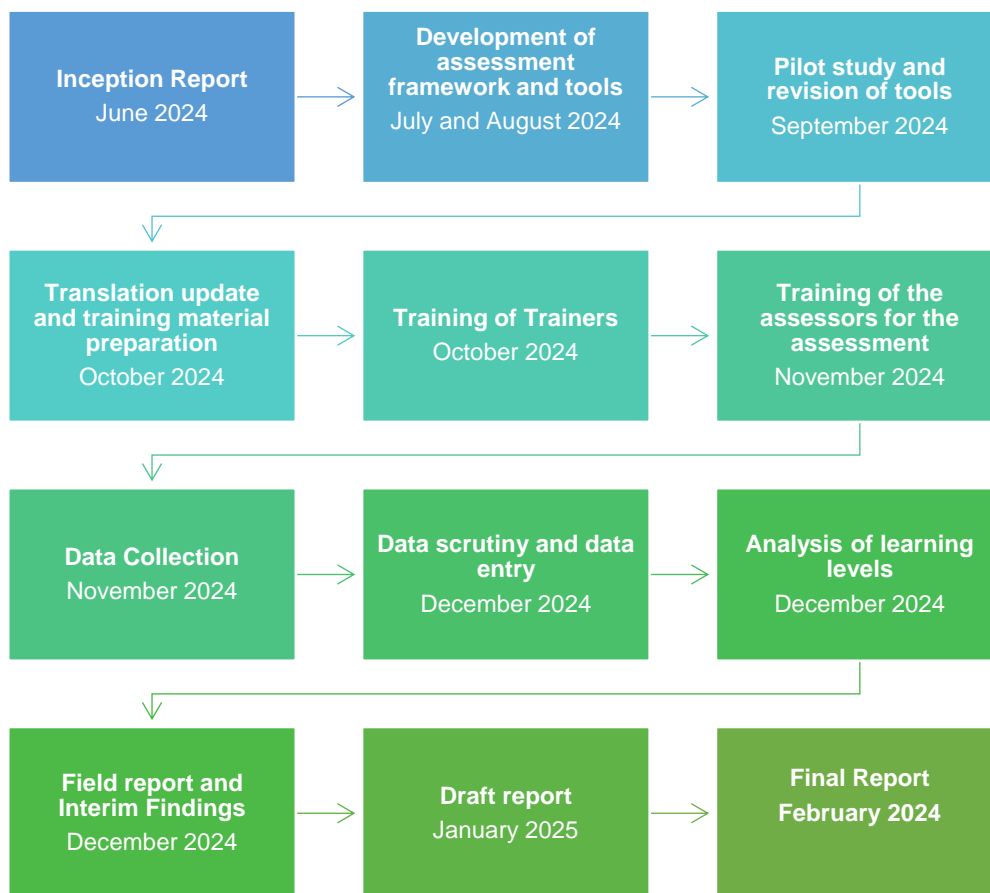 Inception Report
June 2024
Development of
assessment
framework and tools
July and August 2024
Pilot study and
revision of tools
September 2024
Translation update
and training material
preparation
October 2024
Training of Trainers
October 2024
Training of the
assessors for the
assessment
November 2024
Data Collection
November 2024
Data scrutiny and data
entry
December 2024
Analysis of learning
levels
December 2024
Field report and
Interim Findings
December 2024
Draft report
January 2025
Final Report
February 2024